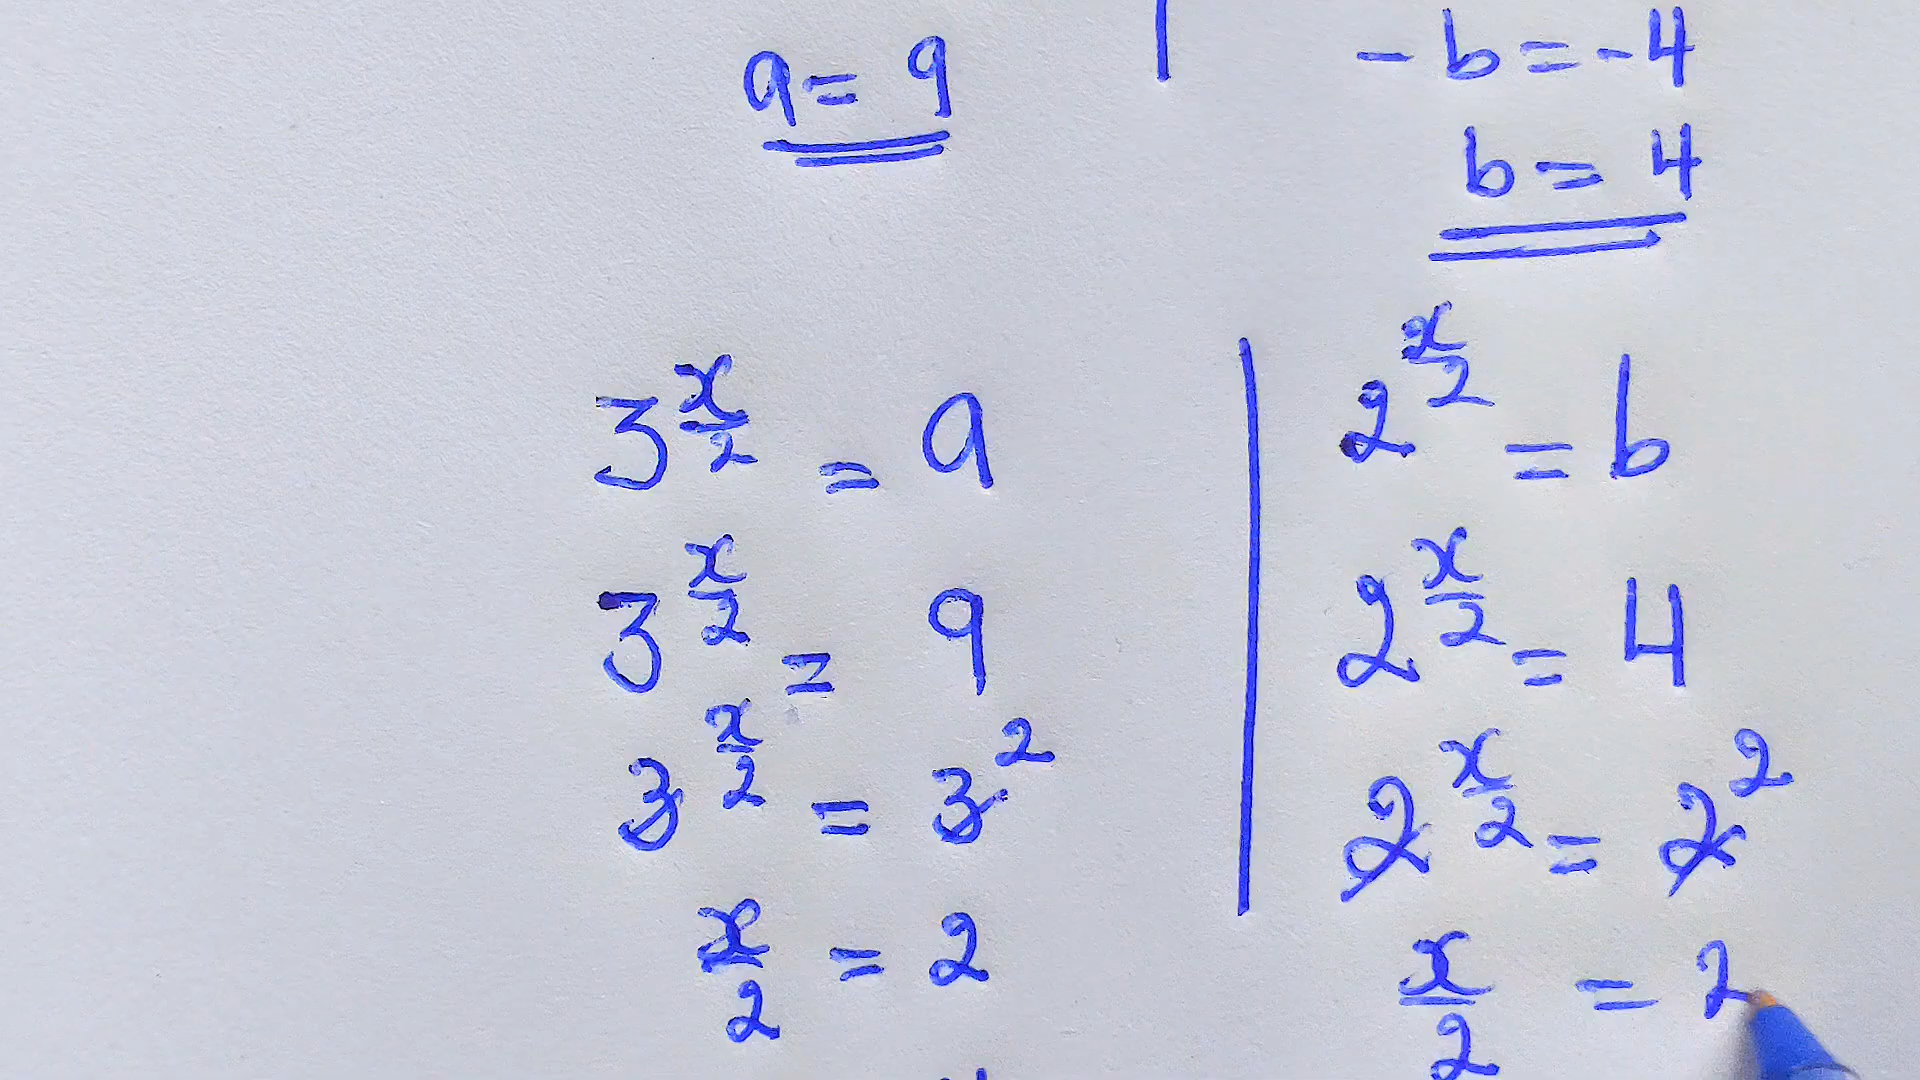 a = 9
-b = -4
b = 4
3^(x/2) = a
3^(x/2) = 9
3^(x/2) = 3^2
x/2 = 2
2^(x/2) = b
2^(x/2) = 4
2^(x/2) = 2^2
x/2 = 2